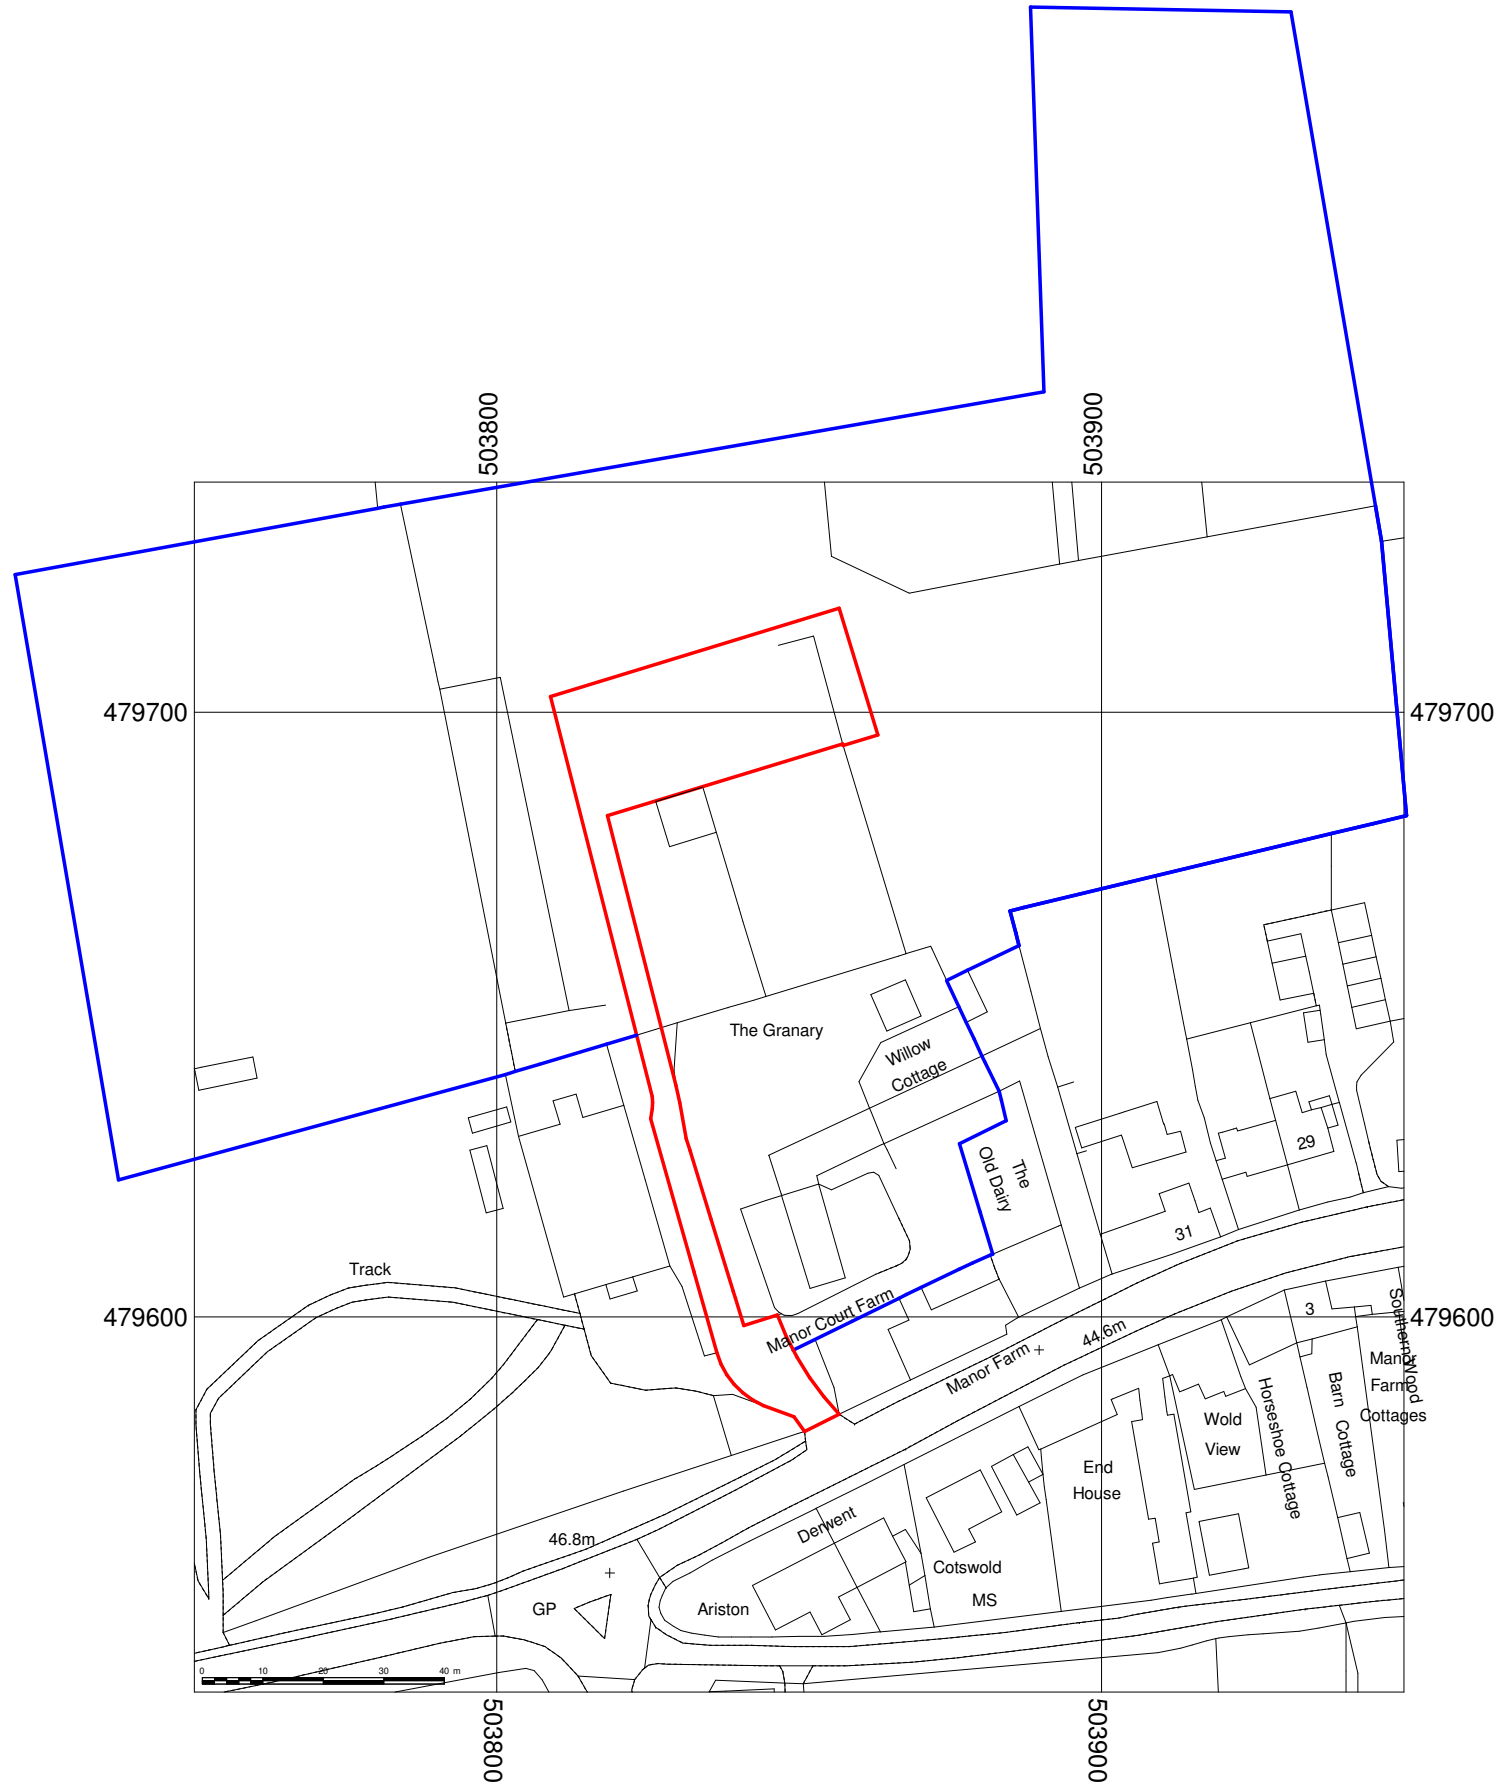 503800
503900
479700
479700
The Granary
Willow
Cottage
The
Old Dairy
29
31
Track
Manor Court Farm
479600
479600
Manor Farm
44.6m
3
Southern Wood
Manor
Farm
Cottages
Barn Cottage
Horseshoe Cottage
Wold
View
End
House
Derwent
46.8m
Cotswold
MS
GP
Ariston
0 10 20 30 40 m
503800
503900